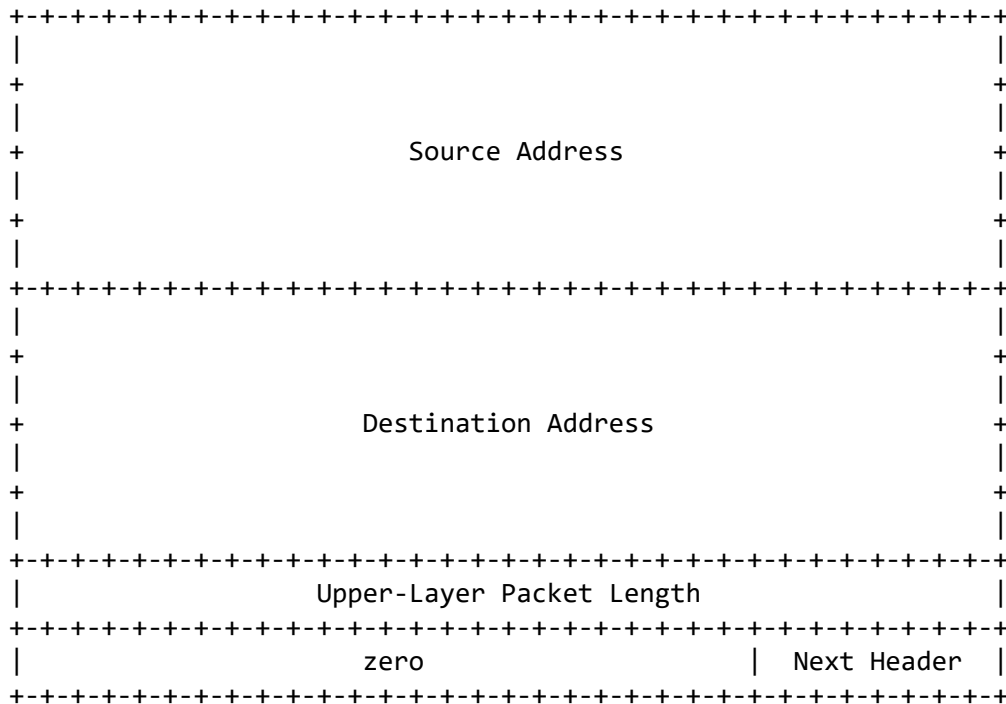 Source Address
Destination Address
Upper-Layer Packet Length
zero | Next Header